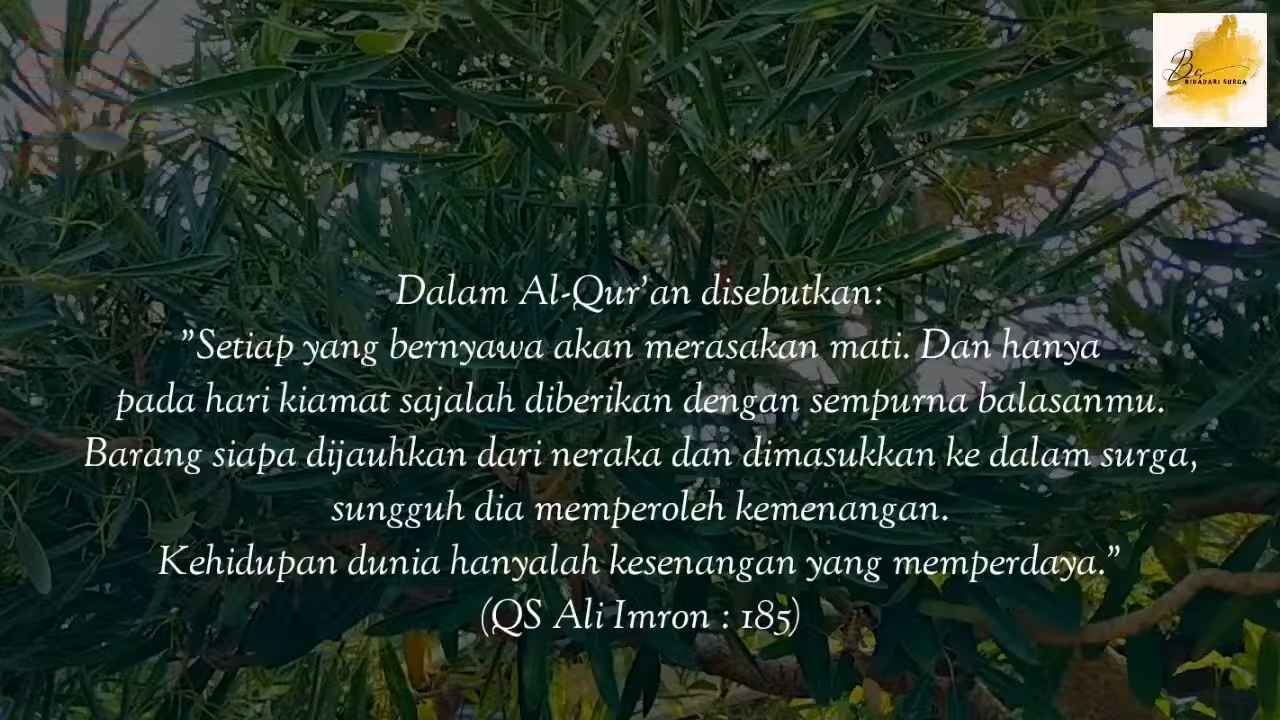 Be
BIDADARI SURGA
Dalam Al-Qur'an disebutkan:
"Setiap yang bernyawa akan merasakan mati. Dan hanya
pada hari kiamat sajalah diberikan dengan sempurna balasanmu.
Barang siapa dijauhkan dari neraka dan dimasukkan ke dalam surga,
sungguh dia memperoleh kemenangan.
Kehidupan dunia hanyalah kesenangan yang memperdaya."
(QS Ali Imron : 185)